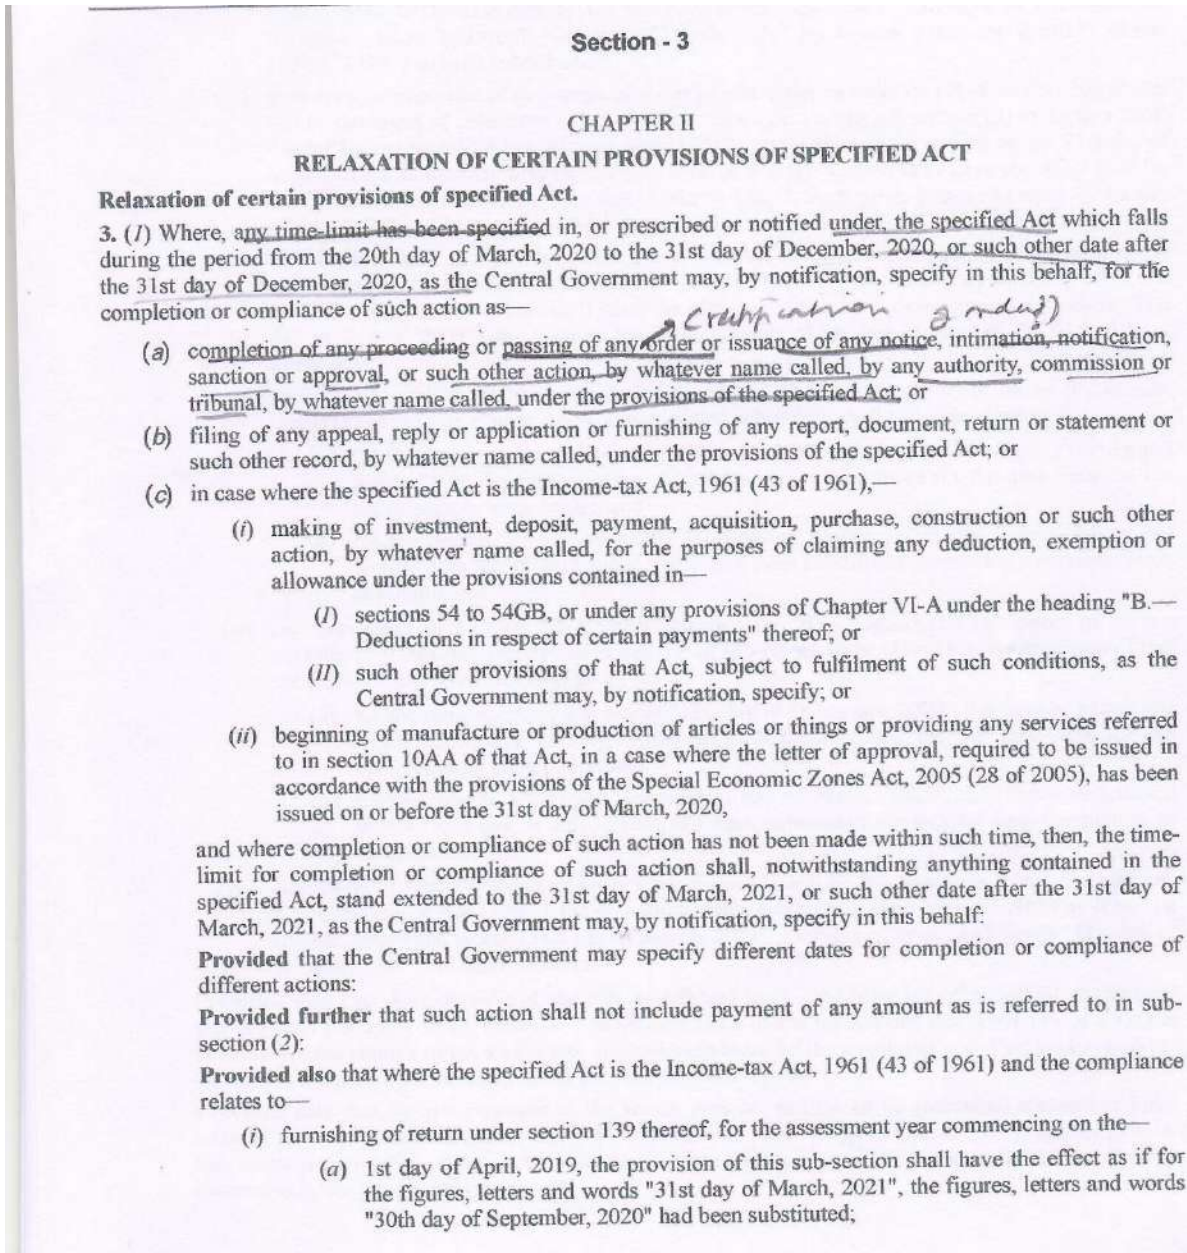 Section - 3
CHAPTER II
RELAXATION OF CERTAIN PROVISIONS OF SPECIFIED ACT
Relaxation of certain provisions of specified Act.
3. (1) Where, any time-limit has been specified in, or prescribed or notified under, the specified Act which falls
during the period from the 20th day of March, 2020 to the 31st day of December, 2020, or such other date after
the 31st day of December, 2020, as the Central Government may, by notification, specify in this behalf, for the
completion or compliance of such action as—
(a) completion of any proceeding or passing of any order or issuance of any notice, intimation, notification,
sanction or approval, or such other action, by whatever name called, by any authority, commission or
tribunal, by whatever name called, under the provisions of the specified Act; or
(b) filing of any appeal, reply or application or furnishing of any report, document, return or statement or
such other record, by whatever name called, under the provisions of the specified Act; or
(c) in case where the specified Act is the Income-tax Act, 1961 (43 of 1961),—
(i) making of investment, deposit, payment, acquisition, purchase, construction or such other
action, by whatever name called, for the purposes of claiming any deduction, exemption or
allowance under the provisions contained in—
(I) sections 54 to 54GB, or under any provisions of Chapter VI-A under the heading "B.—
Deductions in respect of certain payments" thereof; or
(II) such other provisions of that Act, subject to fulfilment of such conditions, as the
Central Government may, by notification, specify; or
(ii) beginning of manufacture or production of articles or things or providing any services referred
to in section 10AA of that Act, in a case where the letter of approval, required to be issued in
accordance with the provisions of the Special Economic Zones Act, 2005 (28 of 2005), has been
issued on or before the 31st day of March, 2020,
and where completion or compliance of such action has not been made within such time, then, the time-
limit for completion or compliance of such action shall, notwithstanding anything contained in the
specified Act, stand extended to the 31st day of March, 2021, or such other date after the 31st day of
March, 2021, as the Central Government may, by notification, specify in this behalf:
Provided that the Central Government may specify different dates for completion or compliance of
different actions:
Provided further that such action shall not include payment of any amount as is referred to in sub-
section (2):
Provided also that where the specified Act is the Income-tax Act, 1961 (43 of 1961) and the compliance
relates to—
(i) furnishing of return under section 139 thereof, for the assessment year commencing on the—
(a) 1st day of April, 2019, the provision of this sub-section shall have the effect as if for
the figures, letters and words "31st day of March, 2021", the figures, letters and words
"30th day of September, 2020" had been substituted;